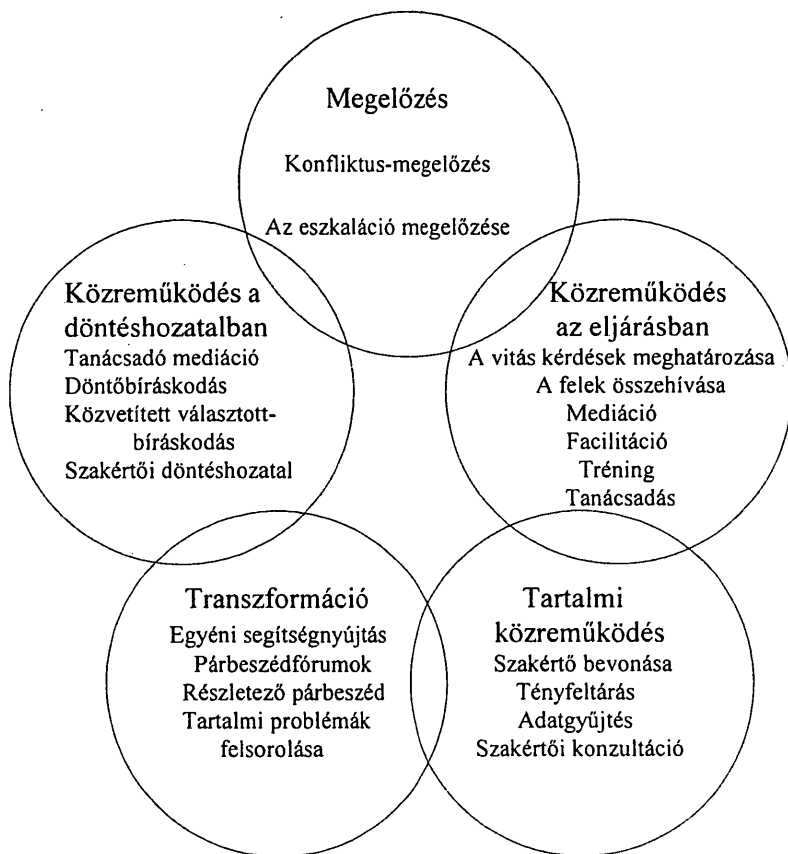 Megelőzés
Konfliktus-megelőzés
Az eszkaláció megelőzése
Közreműködés a
döntéshozatalban
Tanácsadó mediáció
Döntőbíráskodás
Közvetített választott-
bíráskodás
Szakértői döntéshozatal
Közreműködés
az eljárásban
A vitás kérdések meghatározása
A felek összehívása
Mediáció
Facilitáció
Tréning
Tanácsadás
Transzformáció
Egyéni segítségnyújtás
Párbeszédfórumok
Részletező párbeszéd
Tartalmi problémák
felsorolása
Tartalmi
közreműködés
Szakértő bevonása
Tényfeltárás
Adatgyűjtés
Szakértői konzultáció